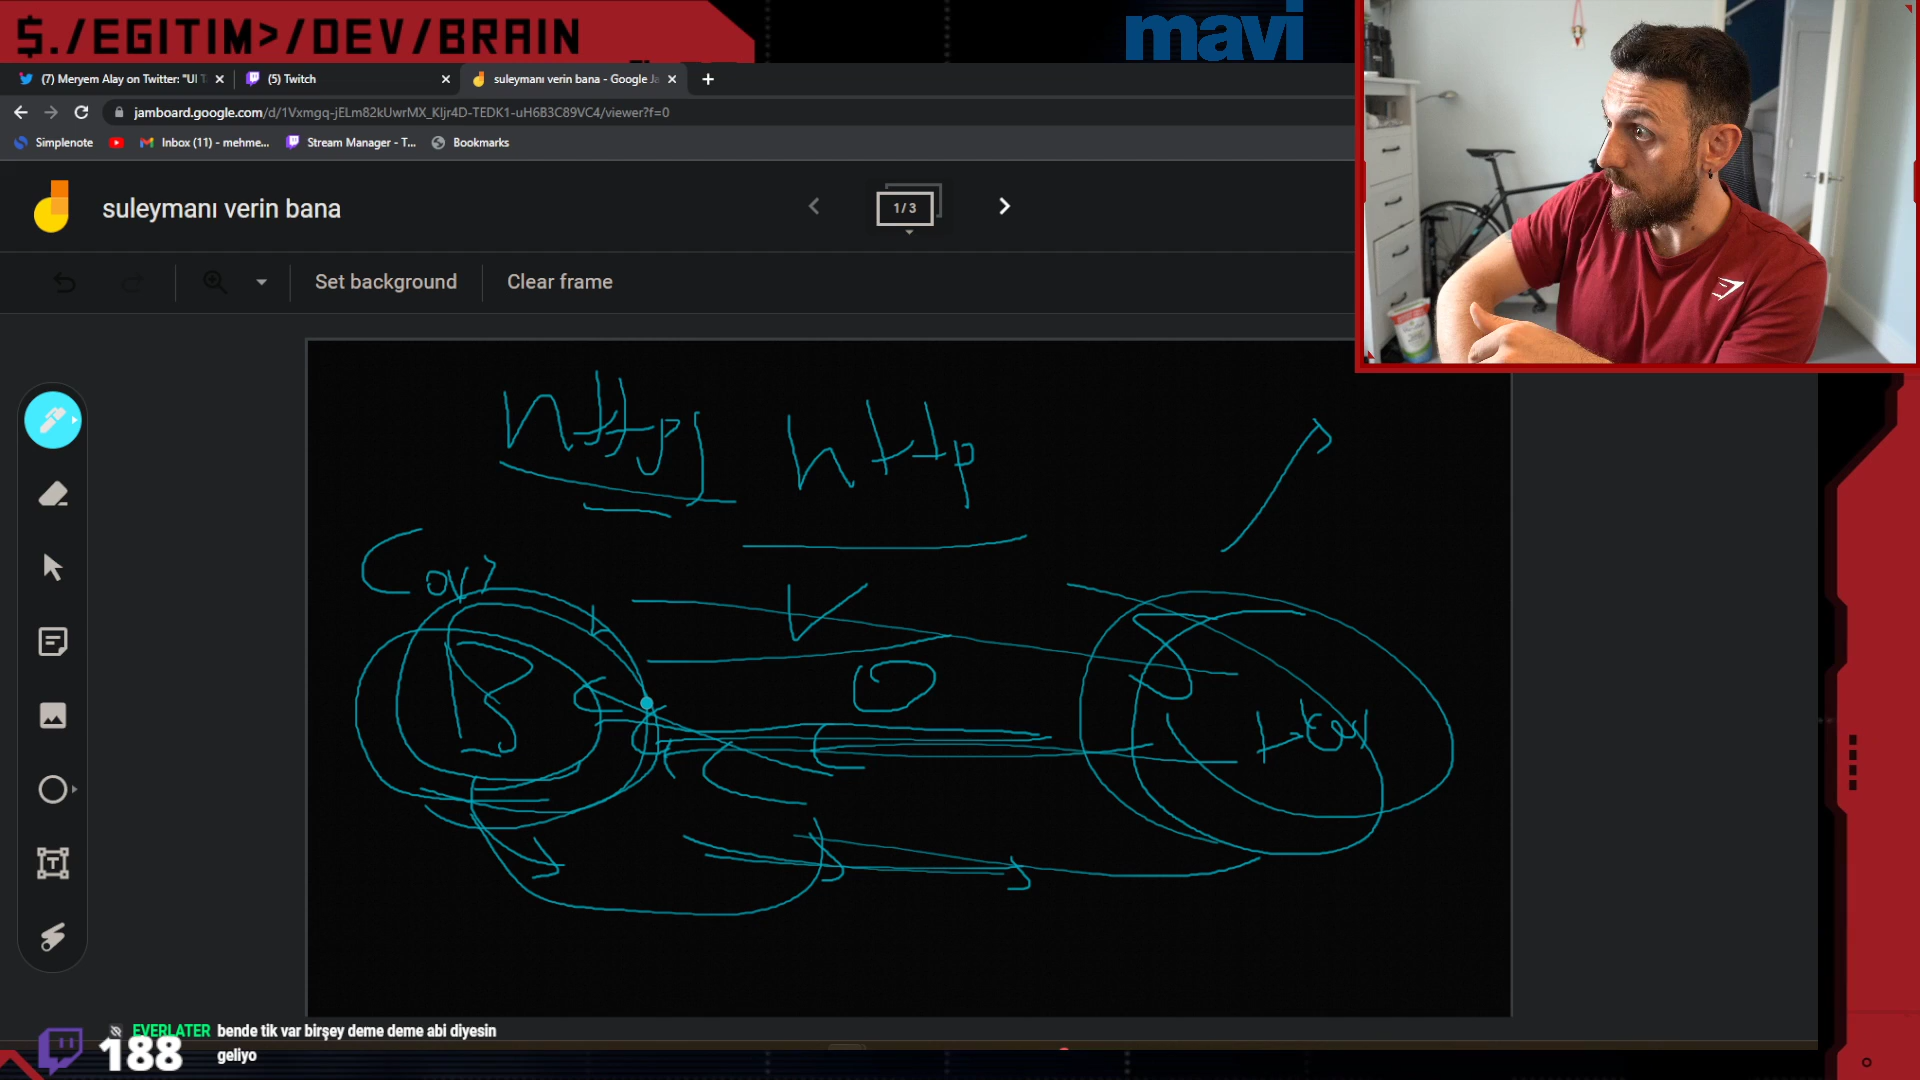 $./EGITIM>/DEV/BRAIN
mavi
(7) Meryem Alay on Twitter: "UI T
(5) Twitch
suleymanı verin bana - Google Ja
jamboard.google.com/d/1Vxmgq-jELm82kUwrMX_KIjr4D-TEDK1-uH6B3C89VC4/viewer?f=0
Simplenote
Inbox (11) - mehme...
Stream Manager - T...
Bookmarks
suleymanı verin bana
1/3
Set background
Clear frame
http
B
EVERLATER bende tik var birşey deme deme abi diyesin
geliyo
188